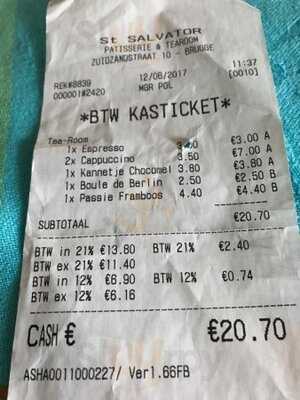 St SALVATOR
PATISSERIE & TEAROOM
ZUIDZANDSTRAAT 10 - BRUGGE
REK#8839 12/06/2017 11:37
000001#2420 MGR POL [0010]
*BTW KASTICKET*
Tea-Room
1x Espresso 3.00 €3.00 A
2x Cappuccino 3.50 €7.00 A
1x Kannetje Chocomel 3.80 €3.80 A
1x Boule de Berlin 2.50 €2.50 B
1x Passie Framboos 4.40 €4.40 B
SUBTOTAAL €20.70
BTW in 21% €13.80 BTW 21% €2.40
BTW ex 21% €11.40
BTW in 12% €6.90 BTW 12% €0.74
BTW ex 12% €6.16
CASH € €20.70
ASHA0011000227/ Ver1.66FB